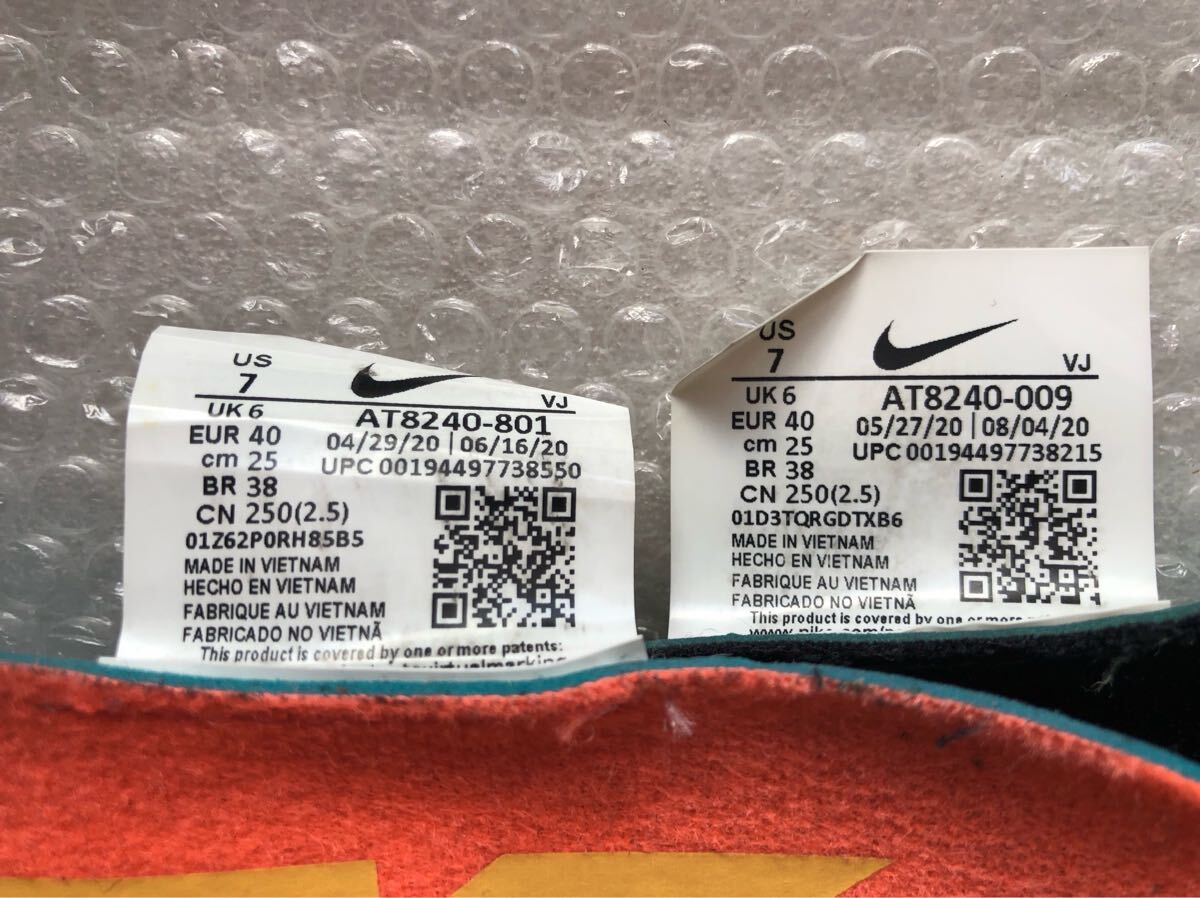 US
7
VJ
UK 6
AT8240-801
EUR 40
04/29/20 | 06/16/20
cm 25
UPC 00194497738550
BR 38
CN 250(2.5)
01Z62P0RH85B5
MADE IN VIETNAM
HECHO EN VIETNAM
FABRIQUE AU VIETNAM
FABRICADO NO VIETNÃ
This product is covered by one or more patents:
US
7
VJ
UK 6
AT8240-009
EUR 40
05/27/20 | 08/04/20
cm 25
UPC 00194497738215
BR 38
CN 250(2.5)
01D3TQRGDTXB6
MADE IN VIETNAM
HECHO EN VIETNAM
FABRIQUE AU VIETNAM
FABRICADO NO VIETNÃ
This product is covered by one or more